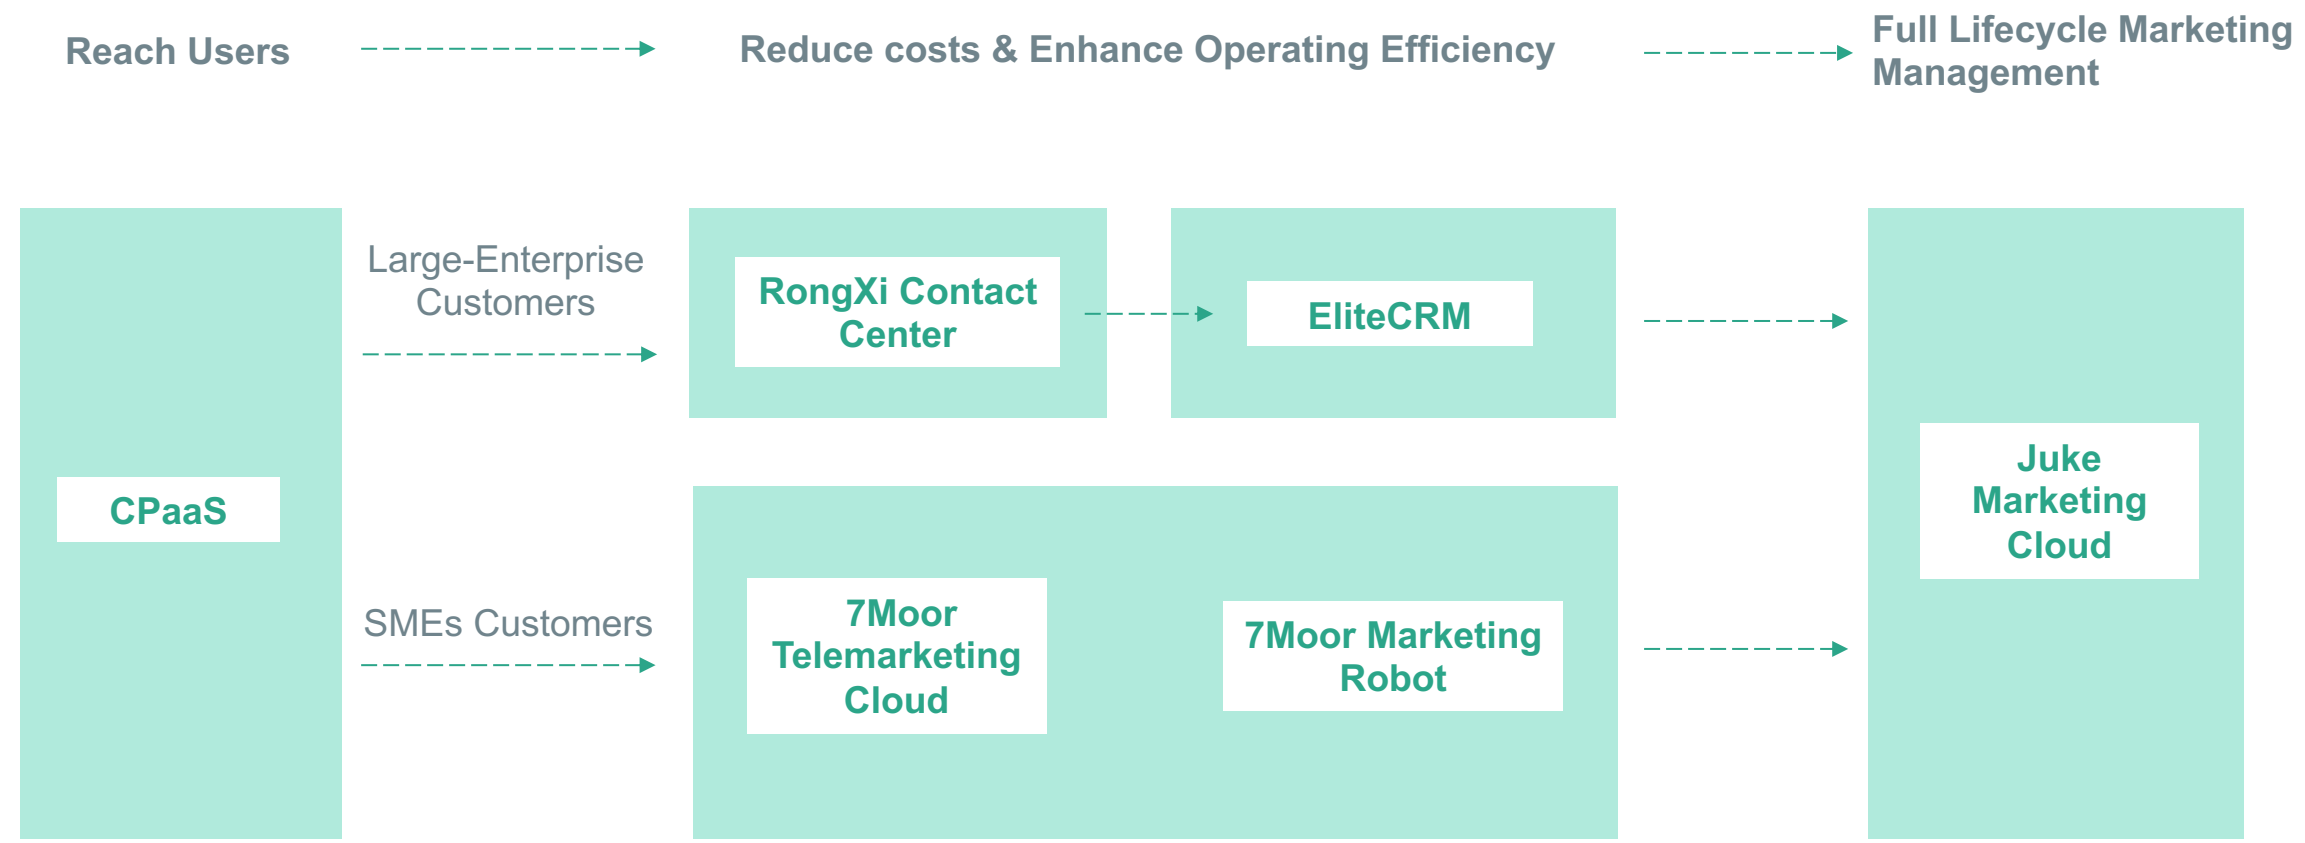 Reach Users
Reduce costs & Enhance Operating Efficiency
Full Lifecycle Marketing
Management
Large-Enterprise
Customers
RongXi Contact
Center
EliteCRM
CPaaS
Juke
Marketing
Cloud
SMEs Customers
7Moor
Telemarketing
Cloud
7Moor Marketing
Robot